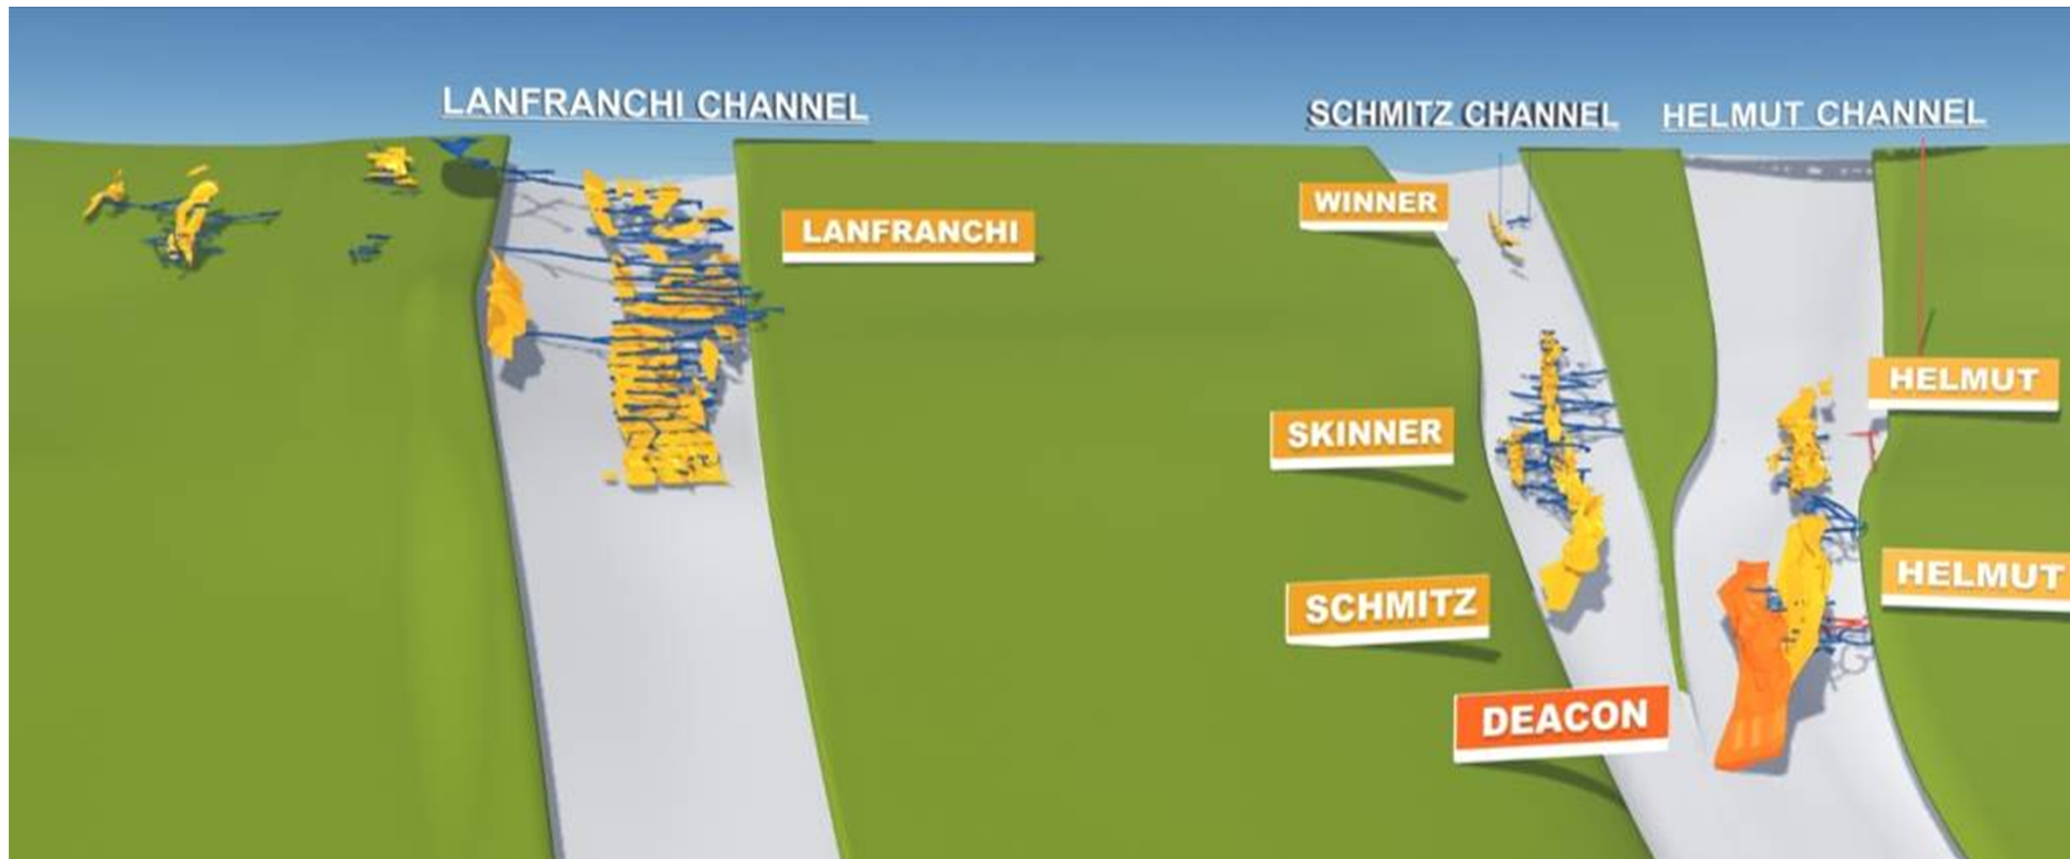 LANFRANCHI CHANNEL
SCHMITZ CHANNEL
HELMUT CHANNEL
WINNER
LANFRANCHI
HELMUT
SKINNER
HELMUT
SCHMITZ
DEACON